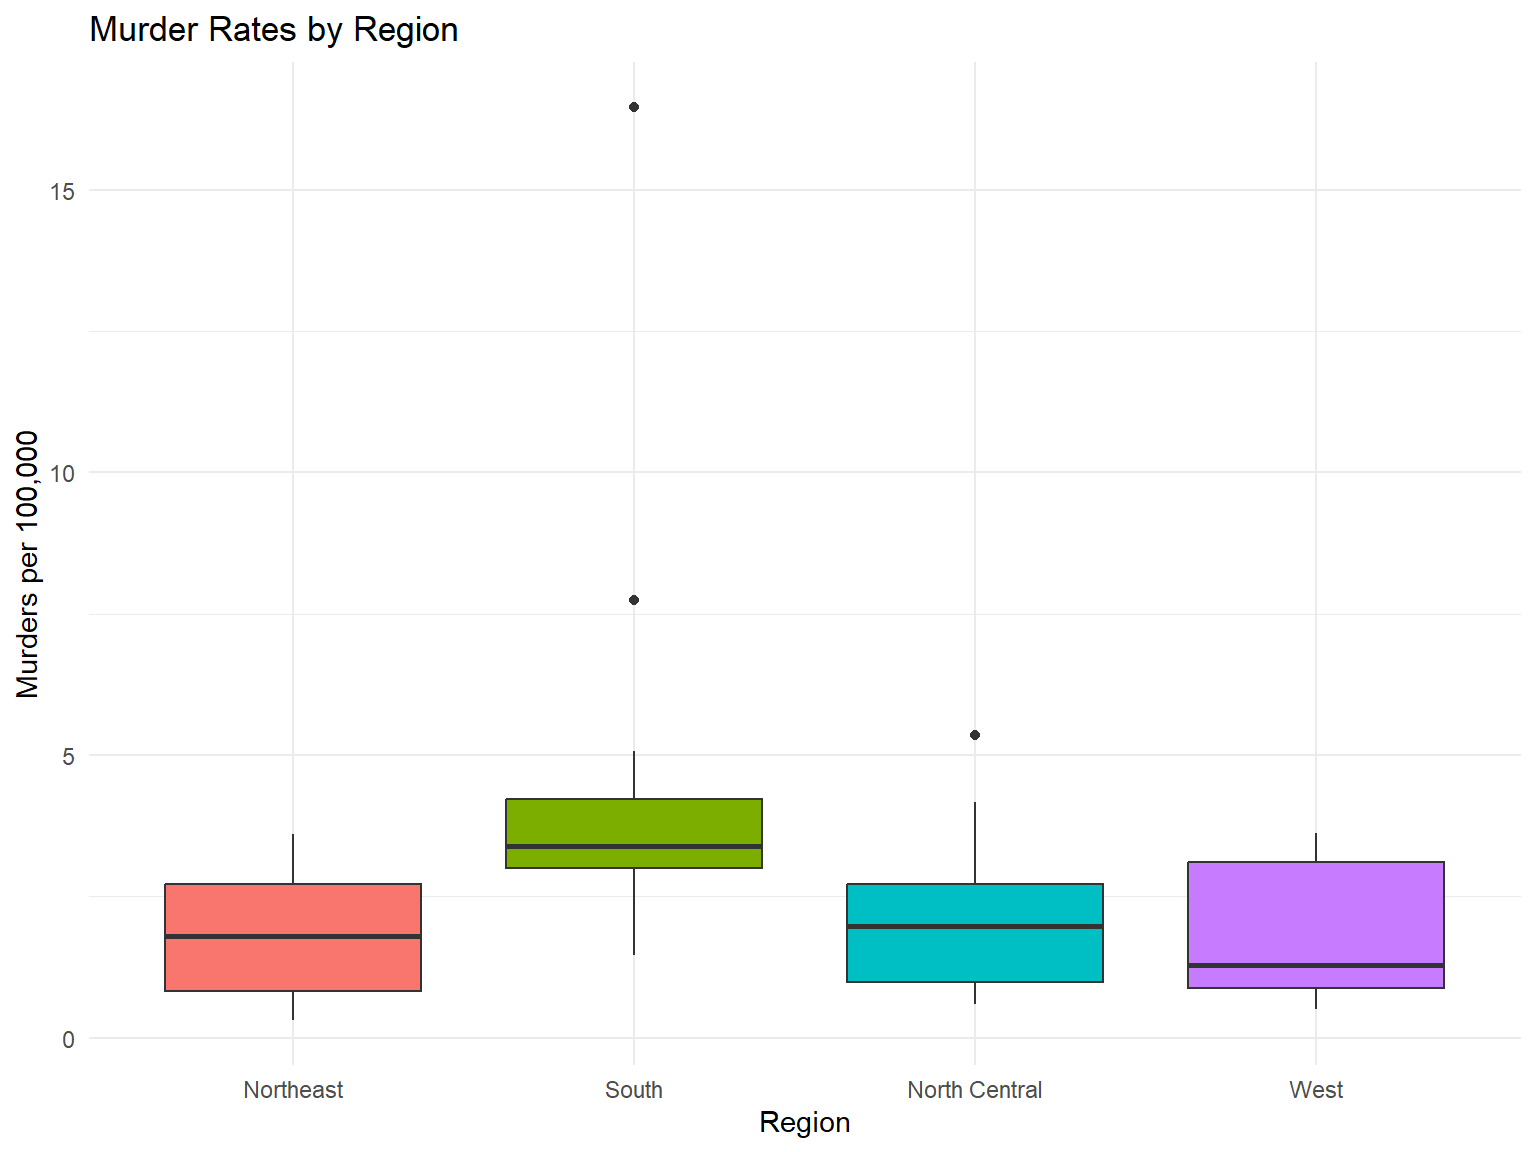 Murder Rates by Region
Murders per 100,000
15
10
5
0
Northeast South North Central West
Region